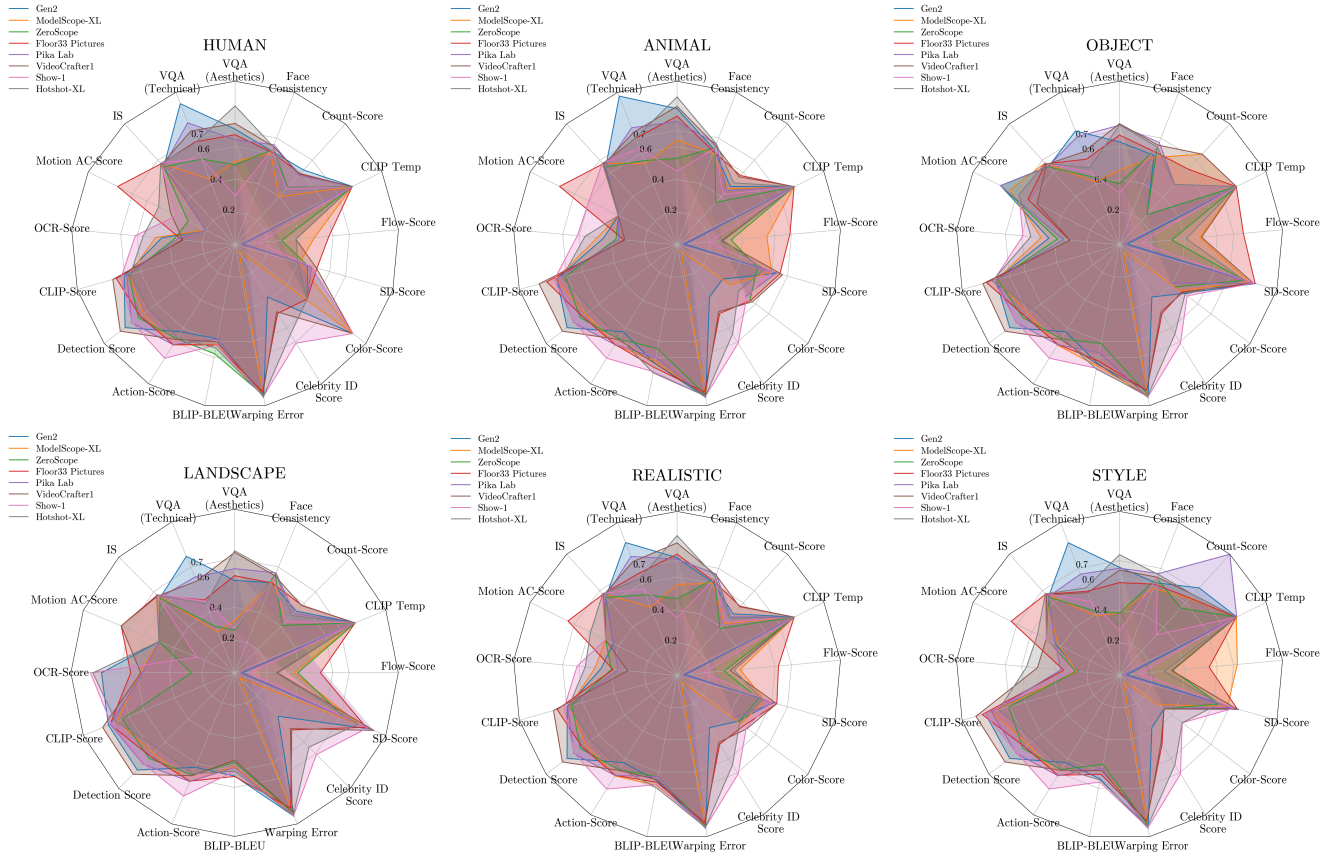 Gen2
ModelScope-XL
ZeroScope
Floor33 Pictures
Pika Lab
VideoCrafter1
Show-1
Hotshot-XL
HUMAN
VQA
(Aesthetics)
Face
Consistency
Count-Score
CLIP Temp
Flow-Score
SD-Score
Color-Score
Celebrity ID
Score
Warping Error
BLIP-BLEU
Action-Score
Detection Score
CLIP-Score
OCR-Score
Motion AC-Score
IS
VQA
(Technical)
0.7
0.4
0.2
Gen2
ModelScope-XL
ZeroScope
Floor33 Pictures
Pika Lab
VideoCrafter1
Show-1
Hotshot-XL
ANIMAL
VQA
(Aesthetics)
Face
Consistency
Count-Score
CLIP Temp
Flow-Score
SD-Score
Color-Score
Celebrity ID
Score
Warping Error
BLIP-BLEU
Action-Score
Detection Score
CLIP-Score
OCR-Score
Motion AC-Score
IS
VQA
(Technical)
0.7
0.4
0.2
Gen2
ModelScope-XL
ZeroScope
Floor33 Pictures
Pika Lab
VideoCrafter1
Show-1
Hotshot-XL
OBJECT
VQA
(Aesthetics)
Face
Consistency
Count-Score
CLIP Temp
Flow-Score
SD-Score
Color-Score
Celebrity ID
Score
Warping Error
BLIP-BLEU
Action-Score
Detection Score
CLIP-Score
OCR-Score
Motion AC-Score
IS
VQA
(Technical)
0.7
0.4
0.2
Gen2
ModelScope-XL
ZeroScope
Floor33 Pictures
Pika Lab
VideoCrafter1
Show-1
Hotshot-XL
LANDSCAPE
VQA
(Aesthetics)
Face
Consistency
Count-Score
CLIP Temp
Flow-Score
SD-Score
Celebrity ID
Score
Warping Error
BLIP-BLEU
Action-Score
Detection Score
CLIP-Score
OCR-Score
Motion AC-Score
IS
VQA
(Technical)
0.7
0.6
0.4
0.2
Gen2
ModelScope-XL
ZeroScope
Floor33 Pictures
Pika Lab
VideoCrafter1
Show-1
Hotshot-XL
REALISTIC
VQA
(Aesthetics)
Face
Consistency
Count-Score
CLIP Temp
Flow-Score
SD-Score
Color-Score
Celebrity ID
Score
Warping Error
BLIP-BLEU
Action-Score
Detection Score
CLIP-Score
OCR-Score
Motion AC-Score
IS
VQA
(Technical)
0.7
0.6
0.4
0.2
Gen2
ModelScope-XL
ZeroScope
Floor33 Pictures
Pika Lab
VideoCrafter1
Show-1
Hotshot-XL
STYLE
VQA
(Aesthetics)
Face
Consistency
Count-Score
CLIP Temp
Flow-Score
SD-Score
Color-Score
Celebrity ID
Score
Warping Error
BLIP-BLEU
Action-Score
Detection Score
CLIP-Score
OCR-Score
Motion AC-Score
IS
VQA
(Technical)
0.7
0.6
0.4
0.2